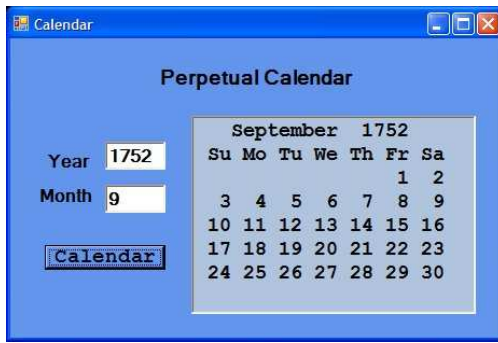 Calendar
Perpetual Calendar
Year 1752
Month 9
Calendar
September 1752
Su Mo Tu We Th Fr Sa
1 2
3 4 5 6 7 8 9
10 11 12 13 14 15 16
17 18 19 20 21 22 23
24 25 26 27 28 29 30